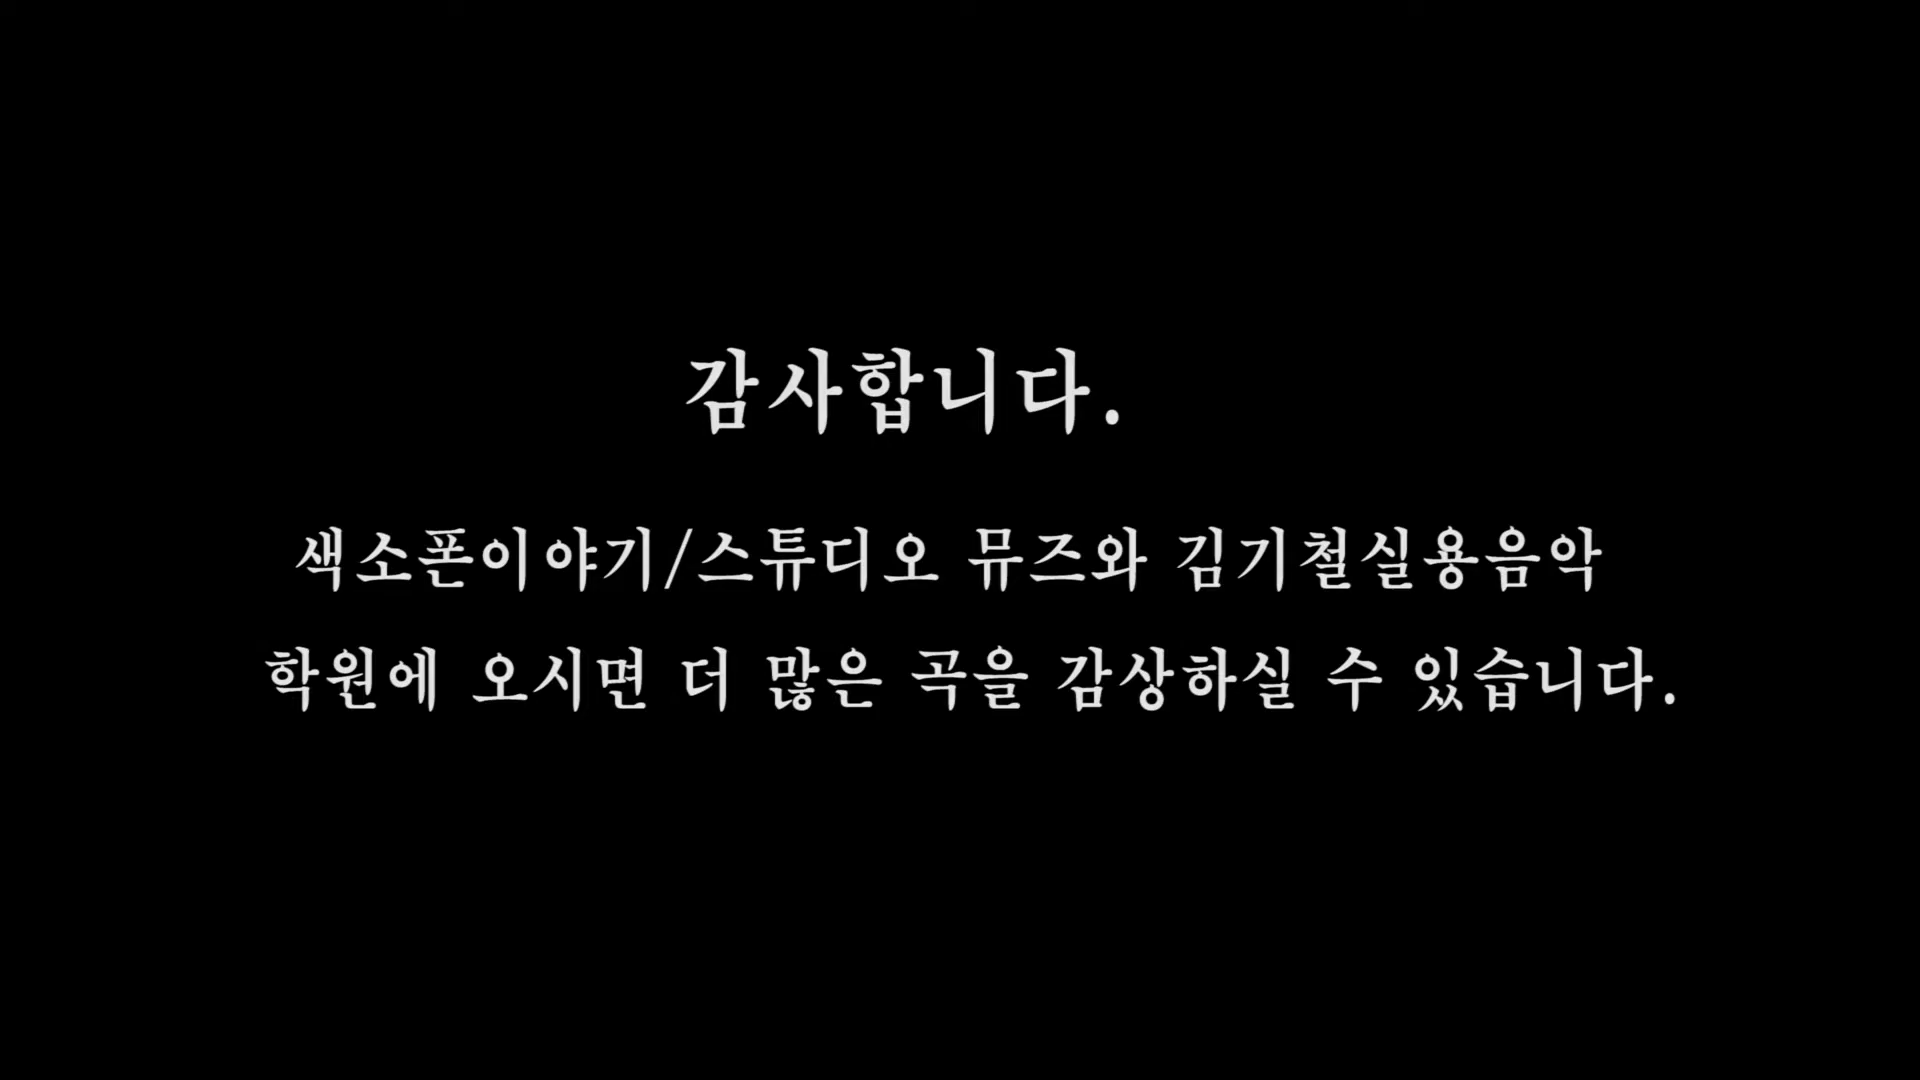 감사합니다.
색소폰이야기/스튜디오 뮤즈와 김기철실용음악
학원에 오시면 더 많은 곡을 감상하실 수 있습니다.